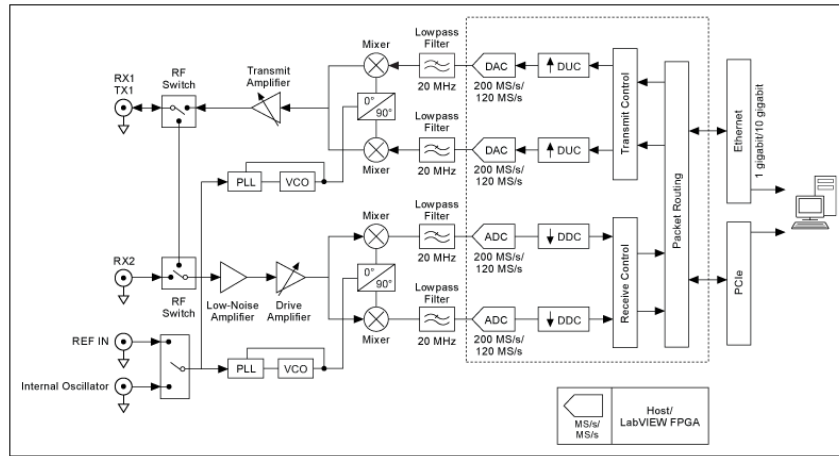 RX1
TX1
RF
Switch
Transmit
Amplifier
Mixer
Lowpass
Filter
20 MHz
DAC
200 MS/s/
120 MS/s
DUC
0°
90°
Mixer
Lowpass
Filter
20 MHz
DAC
200 MS/s/
120 MS/s
DUC
Transmit Control
Packet Routing
Ethernet
1 gigabit/10 gigabit
PLL
VCO
RX2
RF
Switch
Low-Noise
Amplifier
Drive
Amplifier
Mixer
Lowpass
Filter
20 MHz
ADC
200 MS/s/
120 MS/s
DDC
0°
90°
Mixer
Lowpass
Filter
20 MHz
ADC
200 MS/s/
120 MS/s
DDC
Receive Control
PCIe
REF IN
Internal Oscillator
PLL
VCO
MS/s/
MS/s
Host/
LabVIEW FPGA